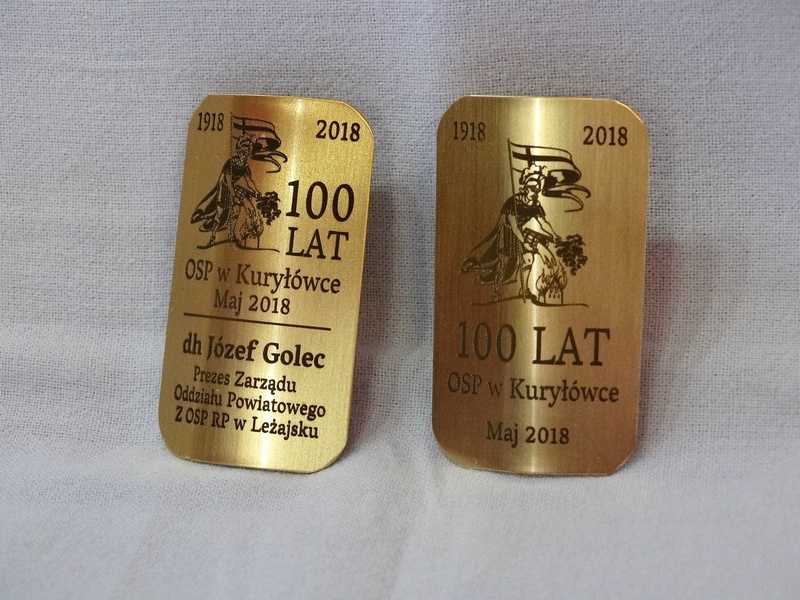 1918 2018
100
LAT
OSP w Kuryłówce
Maj 2018
dh Józef Golec
Prezes Zarządu
Oddziału Powiatowego
Z OSP RP w Leżajsku
1918 2018
100 LAT
OSP w Kuryłówce
Maj 2018